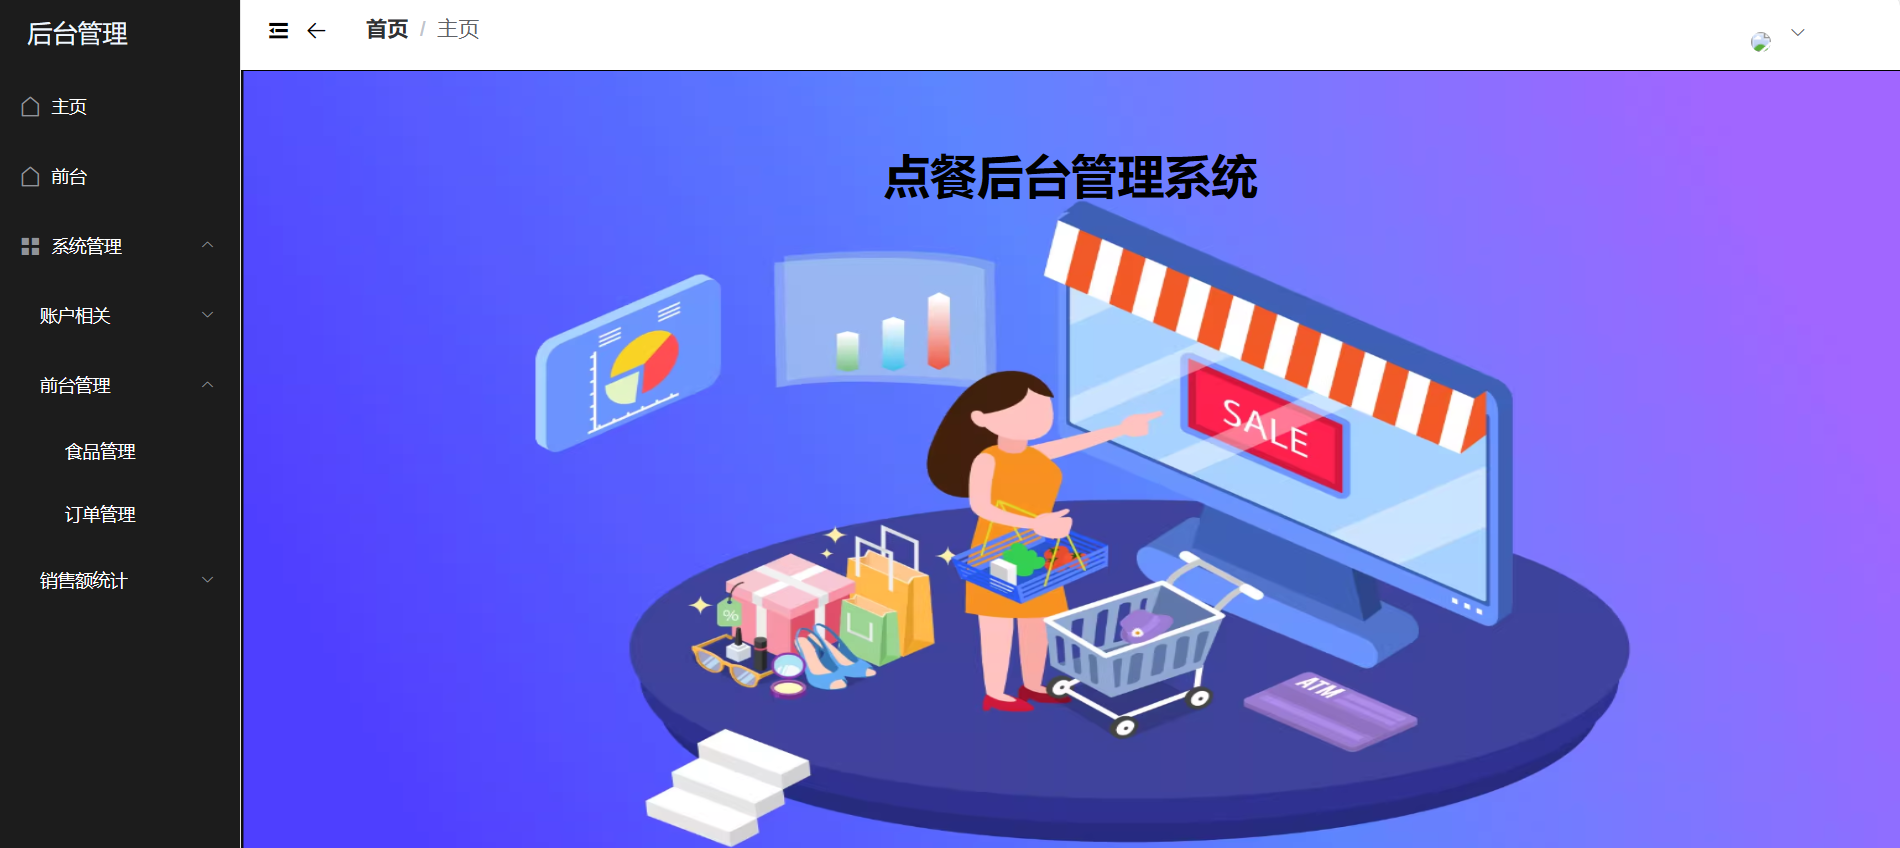 后台管理
首页 / 主页
主页
前台
系统管理
账户相关
前台管理
食品管理
订单管理
销售额统计
点餐后台管理系统
SALE
%
ATM